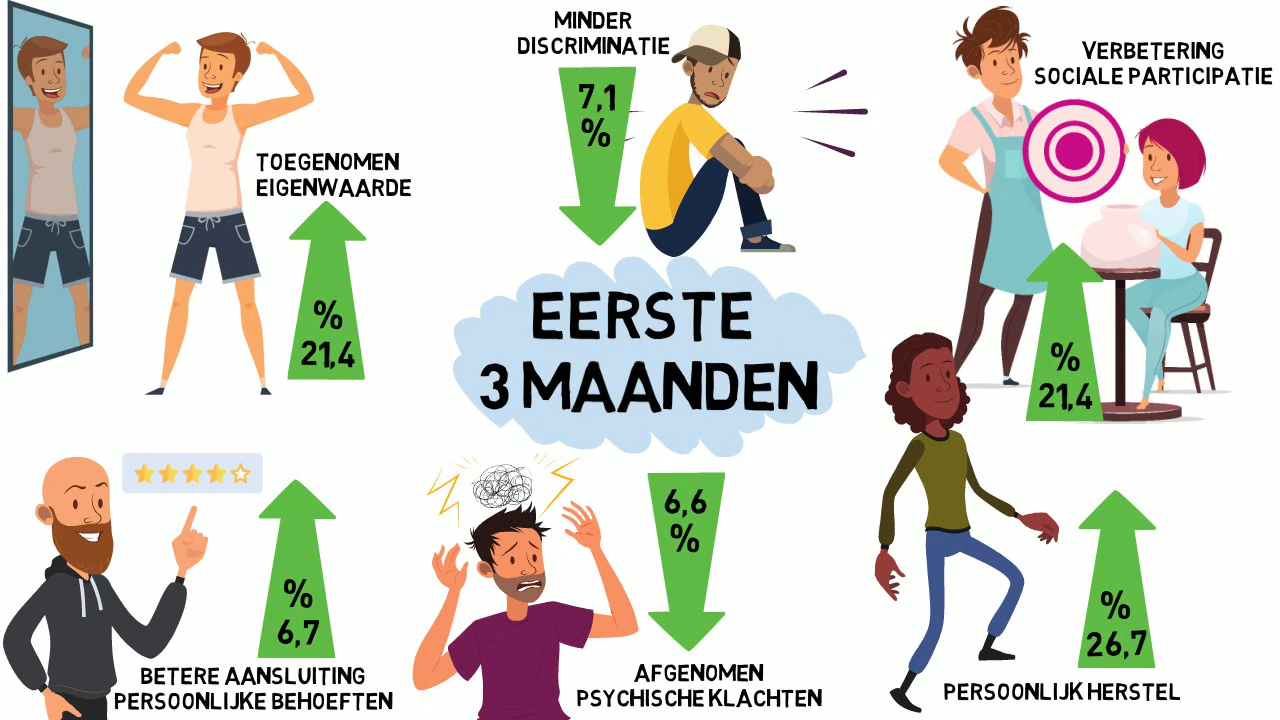 MINDER
DISCRIMINATIE
7,1
%
VERBETERING
SOCIALE PARTICIPATIE
%
21,4
TOEGENOMEN
EIGENWAARDE
%
21,4
EERSTE
3 MAANDEN
%
6,7
BETERE AANSLUITING
PERSOONLIJKE BEHOEFTEN
6,6
%
AFGENOMEN
PSYCHISCHE KLACHTEN
%
26,7
PERSOONLIJK HERSTEL